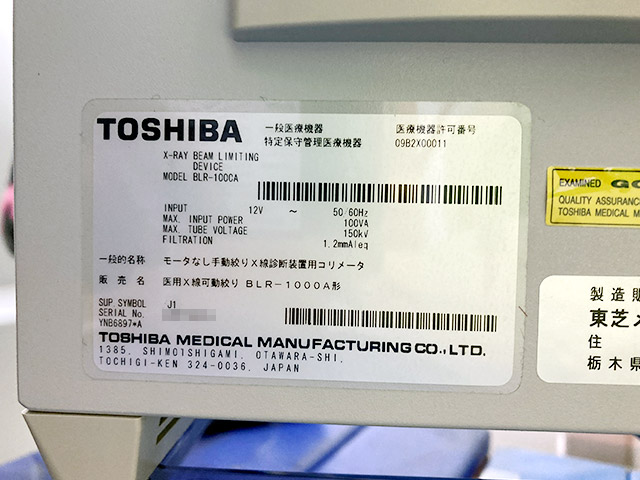 TOSHIBA
一般医療機器 医療機器許可番号
特定保守管理医療機器 09B2X00011
X-RAY BEAM LIMITING
DEVICE
MODEL BLR-1000A
INPUT 12V ~ 50/60Hz
MAX. INPUT POWER 100VA
MAX. TUBE VOLTAGE 150kV
FILTRATION 1.2mmAleq
一般的名称 モータなし手動絞りX線診断装置用コリメータ
販売名 医用X線可動絞り BLR-1000A形
SUP. SYMBOL J1
SERIAL No.
YNB6897*A
TOSHIBA MEDICAL MANUFACTURING CO., LTD.
1385, SHIMOISHIGAMI, OTAWARA-SHI,
TOCHIGI-KEN 324-0036, JAPAN
EXAMINED
QUALITY ASSURANC
TOSHIBA MEDICAL M
製造販
東芝メ
住
栃木県